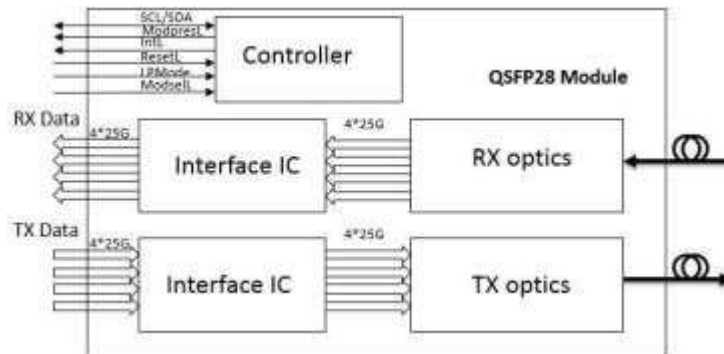 SCL/SDA
ModpresL
IntL
ResetL
LPMode
ModselL
Controller
QSFP28 Module
RX Data
4*25G
Interface IC
4*25G
RX optics
TX Data
4*25G
Interface IC
4*25G
TX optics